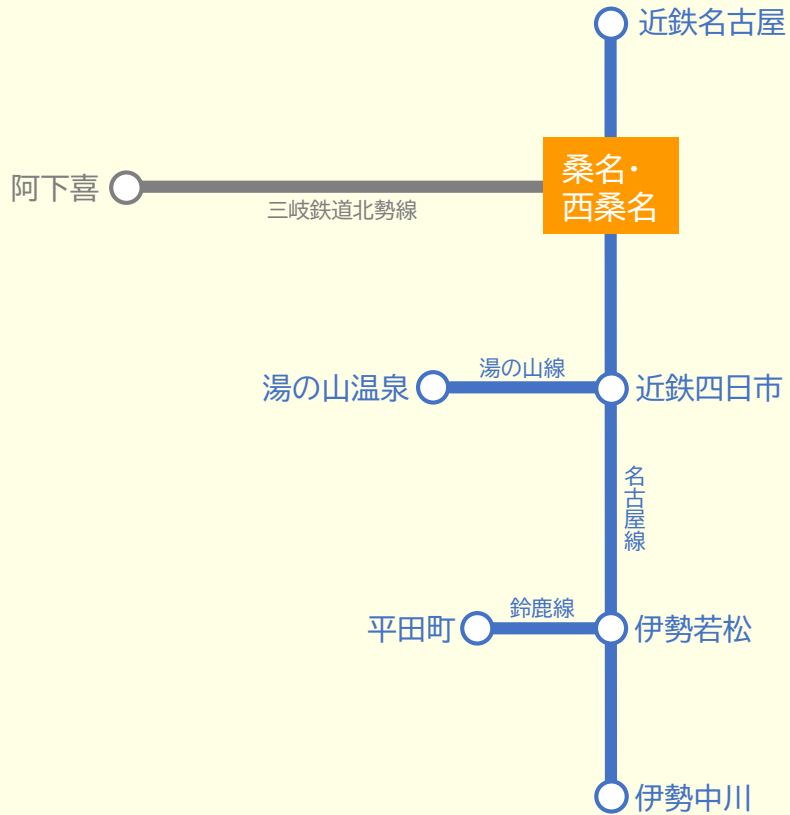 近鉄名古屋
桑名・
西桑名
阿下喜
三岐鉄道北勢線
湯の山線
湯の山温泉
近鉄四日市
名古屋線
鈴鹿線
平田町
伊勢若松
伊勢中川